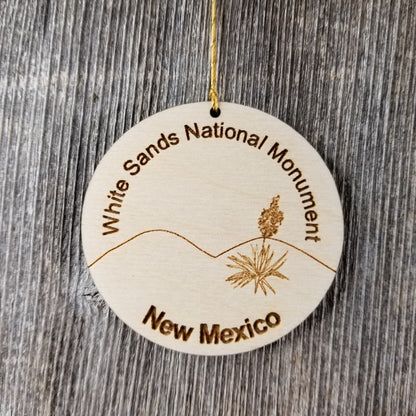 White Sands National Monument
New Mexico